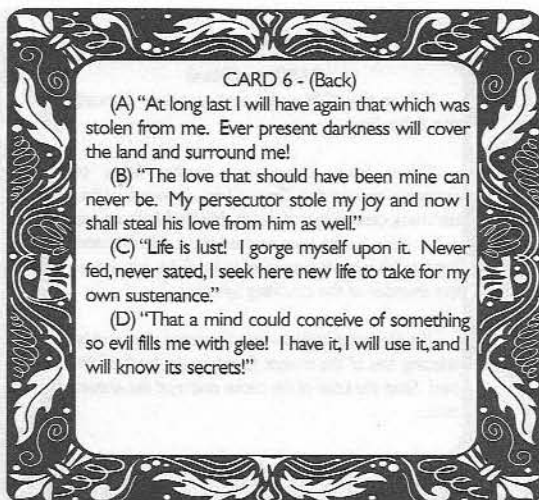 CARD 6 - (Back)
(A) “At long last I will have again that which was
stolen from me. Ever present darkness will cover
the land and surround me!
(B) “The love that should have been mine can
never be. My persecutor stole my joy and now I
shall steal his love from him as well.”
(C) “Life is lust! I gorge myself upon it. Never
fed, never sated, I seek here new life to take for my
own sustenance.”
(D) “That a mind could conceive of something
so evil fills me with glee! I have it, I will use it, and I
will know its secrets!”